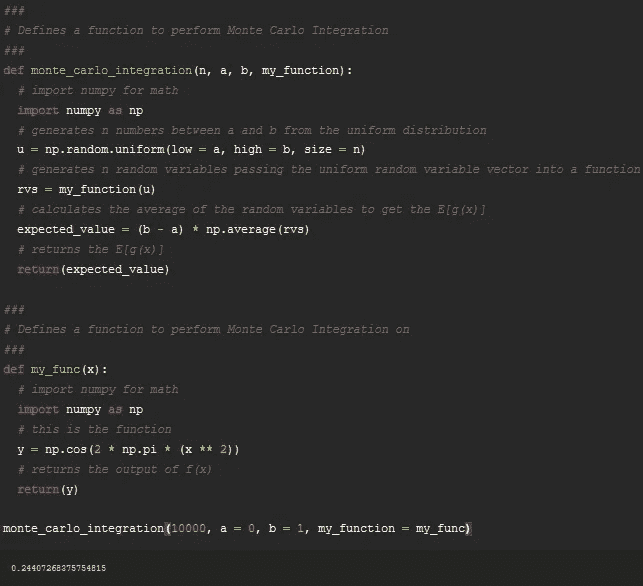 ###
# Defines a function to perform Monte Carlo Integration
###
def monte_carlo_integration(n, a, b, my_function):
  # import numpy for math
  import numpy as np
  # generates n numbers between a and b from the uniform distribution
  u = np.random.uniform(low = a, high = b, size = n)
  # generates n random variables passing the uniform random variable vector into a function
  rvs = my_function(u)
  # calculates the average of the random variables to get the E[g(x)]
  expected_value = (b - a) * np.average(rvs)
  # returns the E[g(x)]
  return(expected_value)
###
# Defines a function to perform Monte Carlo Integration on
###
def my_func(x):
  # import numpy for math
  import numpy as np
  # this is the function
  y = np.cos(2 * np.pi * (x ** 2))
  # returns the output of f(x)
  return(y)
monte_carlo_integration(10000, a = 0, b = 1, my_function = my_func)
0.24407268375754815